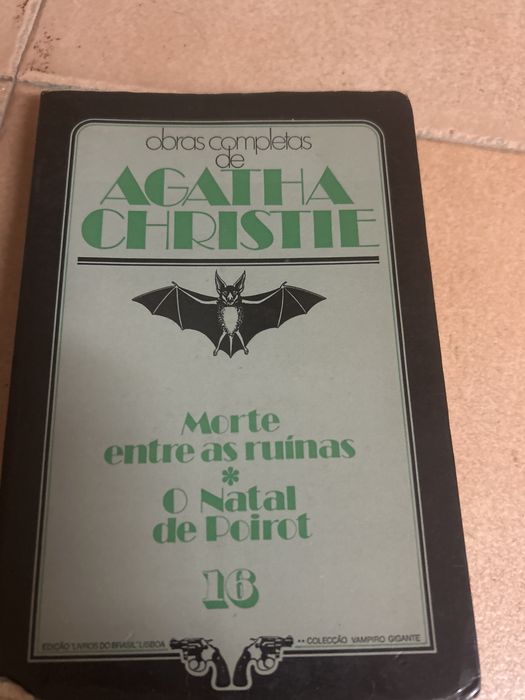 obras completas
de
AGATHA
CHRISTIE
Morte
entre as ruínas
*
O Natal
de Poirot
16
EDIÇÃO "LIVROS DO BRASIL" LISBOA
** COLECÇÃO VAMPIRO GIGANTE